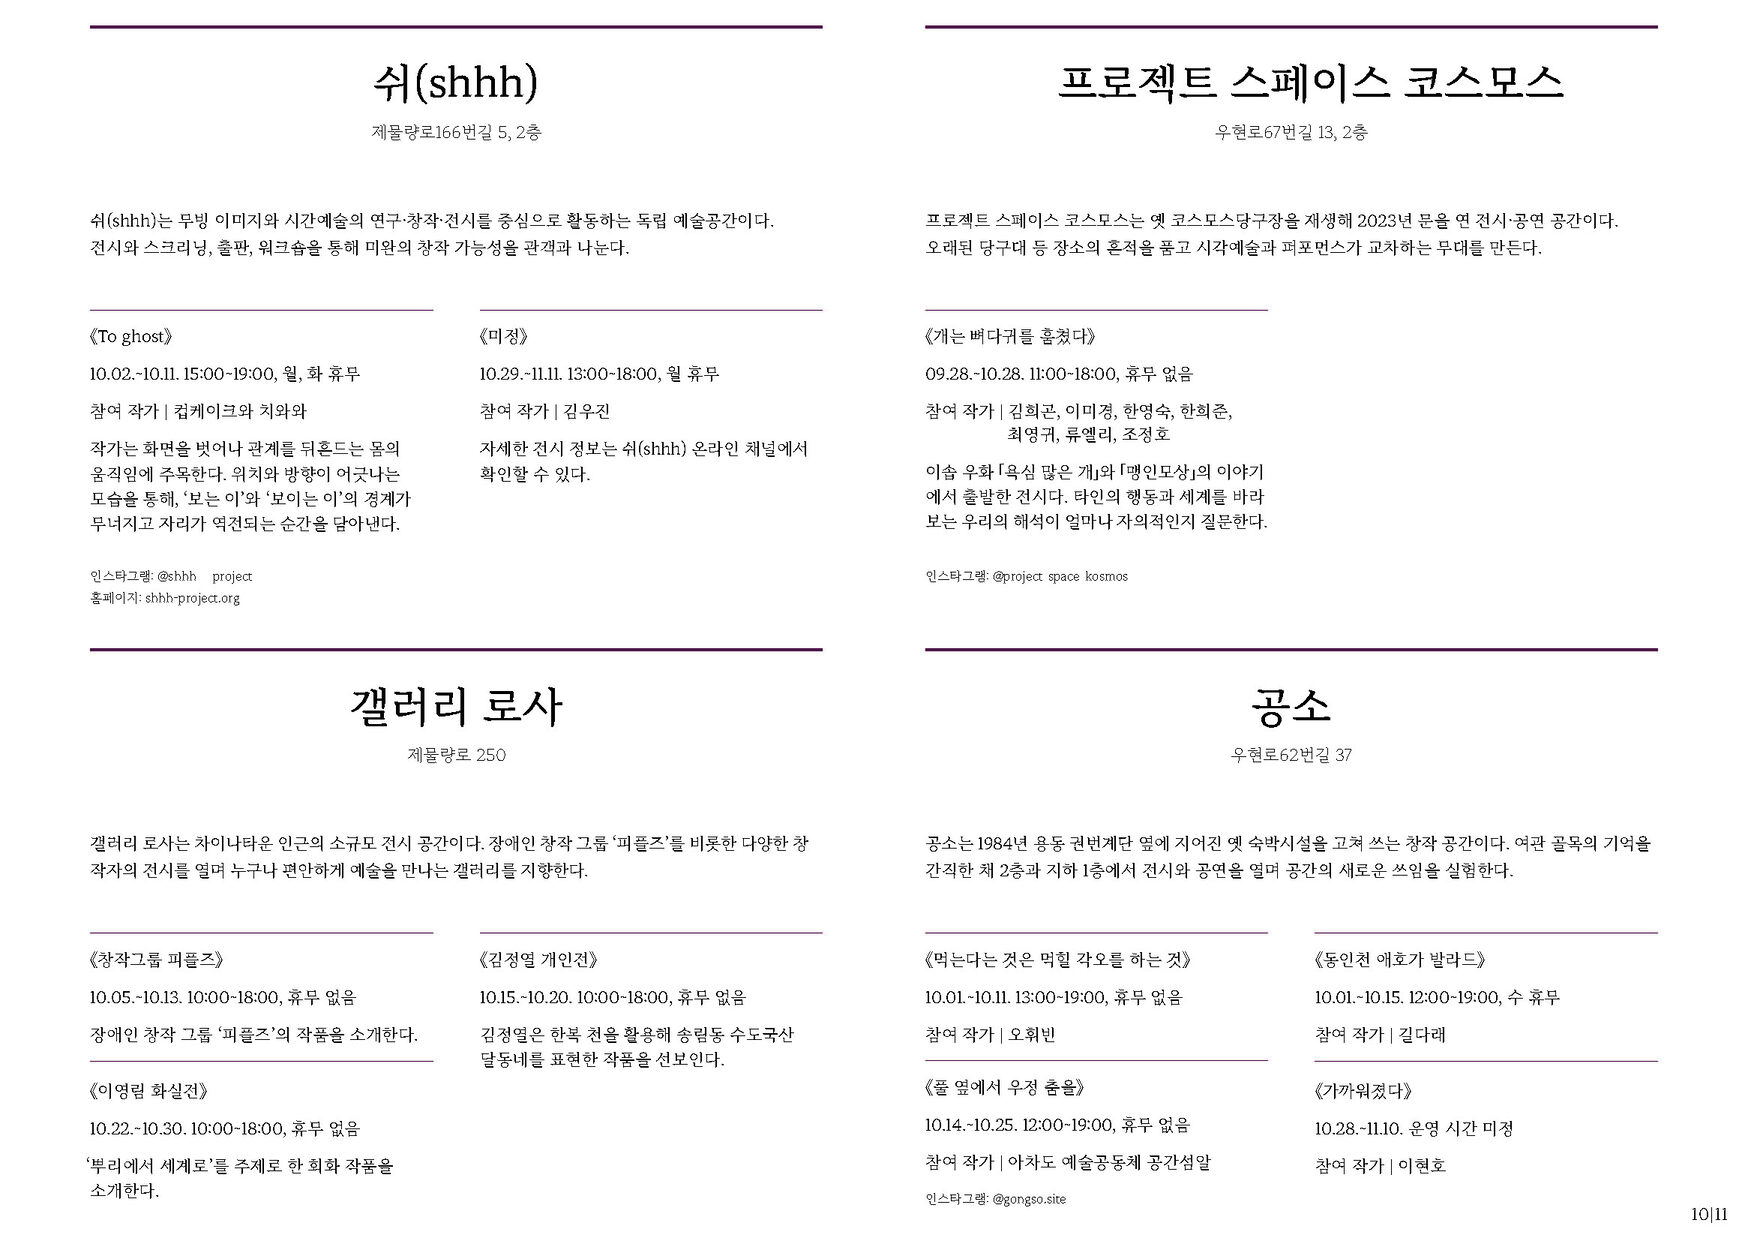 쉬(shhh)
제물량로166번길 5, 2층
쉬(shhh)는 무빙 이미지와 시간예술의 연구·창작·전시를 중심으로 활동하는 독립 예술공간이다.
전시와 스크리닝, 출판, 워크숍을 통해 미완의 창작 가능성을 관객과 나눈다.
《To ghost》
10.02.~10.11. 15:00~19:00, 월, 화 휴무
참여 작가 | 컵케이크와 치와와
작가는 화면을 벗어나 관계를 뒤흔드는 몸의
움직임에 주목한다. 위치와 방향이 어긋나는
모습을 통해, ‘보는 이’와 ‘보이는 이’의 경계가
무너지고 자리가 역전되는 순간을 담아낸다.
《미정》
10.29.~11.11. 13:00~18:00, 월 휴무
참여 작가 | 김우진
자세한 전시 정보는 쉬(shhh) 온라인 채널에서
확인할 수 있다.
인스타그램: @shhh    project
홈페이지: shhh-project.org
프로젝트 스페이스 코스모스
우현로67번길 13, 2층
프로젝트 스페이스 코스모스는 옛 코스모스당구장을 재생해 2023년 문을 연 전시·공연 공간이다.
오래된 당구대 등 장소의 흔적을 품고 시각예술과 퍼포먼스가 교차하는 무대를 만든다.
《개는 뼈다귀를 훔쳤다》
09.28.~10.28. 11:00~18:00, 휴무 없음
참여 작가 | 김희곤, 이미경, 한영숙, 한희준,
최영귀, 류엘리, 조정호
이솝 우화 「욕심 많은 개」와 「맹인모상」의 이야기
에서 출발한 전시다. 타인의 행동과 세계를 바라
보는 우리의 해석이 얼마나 자의적인지 질문한다.
인스타그램: @project space kosmos
갤러리 로사
제물량로 250
갤러리 로사는 차이나타운 인근의 소규모 전시 공간이다. 장애인 창작 그룹 ‘피플즈’를 비롯한 다양한 창
작자의 전시를 열며 누구나 편안하게 예술을 만나는 갤러리를 지향한다.
《창작그룹 피플즈》
10.05.~10.13. 10:00~18:00, 휴무 없음
장애인 창작 그룹 ‘피플즈’의 작품을 소개한다.
《이영림 화실전》
10.22.~10.30. 10:00~18:00, 휴무 없음
‘뿌리에서 세계로’를 주제로 한 회화 작품을
소개한다.
《김정열 개인전》
10.15.~10.20. 10:00~18:00, 휴무 없음
김정열은 한복 천을 활용해 송림동 수도국산
달동네를 표현한 작품을 선보인다.
공소
우현로62번길 37
공소는 1984년 용동 권번계단 옆에 지어진 옛 숙박시설을 고쳐 쓰는 창작 공간이다. 여관 골목의 기억을
간직한 채 2층과 지하 1층에서 전시와 공연을 열며 공간의 새로운 쓰임을 실험한다.
《먹는다는 것은 먹힐 각오를 하는 것》
10.01.~10.11. 13:00~19:00, 휴무 없음
참여 작가 | 오휘빈
《풀 옆에서 우정 춤을》
10.14.~10.25. 12:00~19:00, 휴무 없음
참여 작가 | 아차도 예술공동체 공간섬알
인스타그램: @gongso.site
《동인천 애호가 발라드》
10.01.~10.15. 12:00~19:00, 수 휴무
참여 작가 | 길다래
《가까워졌다》
10.28.~11.10. 운영 시간 미정
참여 작가 | 이현호
10|11